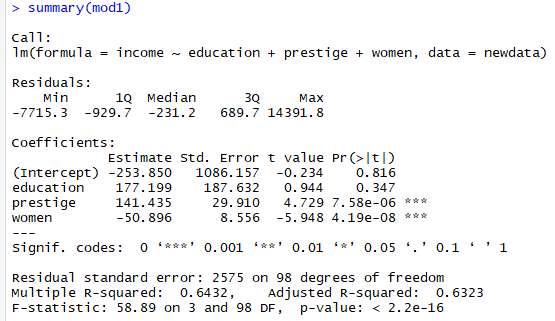 > summary(mod1)
Call:
lm(formula = income ~ education + prestige + women, data = newdata)
Residuals:
    Min      1Q  Median      3Q     Max
-7715.3  -929.7  -231.2   689.7 14391.8
Coefficients:
            Estimate Std. Error t value Pr(>|t|)
(Intercept) -253.850   1086.157  -0.234    0.816
education    177.199    187.632   0.944    0.347
prestige     141.435     29.910   4.729 7.58e-06 ***
women        -50.896      8.556  -5.948 4.19e-08 ***
---
Signif. codes:  0 ‘***’ 0.001 ‘**’ 0.01 ‘*’ 0.05 ‘.’ 0.1 ‘ ’ 1
Residual standard error: 2575 on 98 degrees of freedom
Multiple R-squared:  0.6432,    Adjusted R-squared:  0.6323
F-statistic: 58.89 on 3 and 98 DF,  p-value: < 2.2e-16